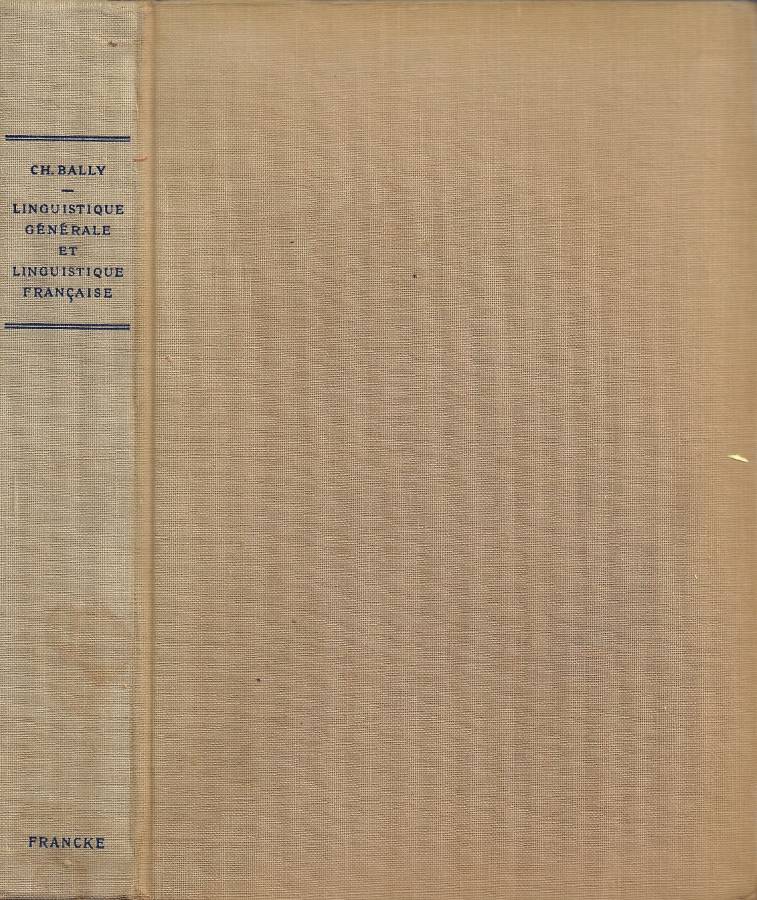 CH. BALLY
LINGUISTIQUE
GÉNÉRALE
ET
LINGUISTIQUE
FRANÇAISE
FRANCKE